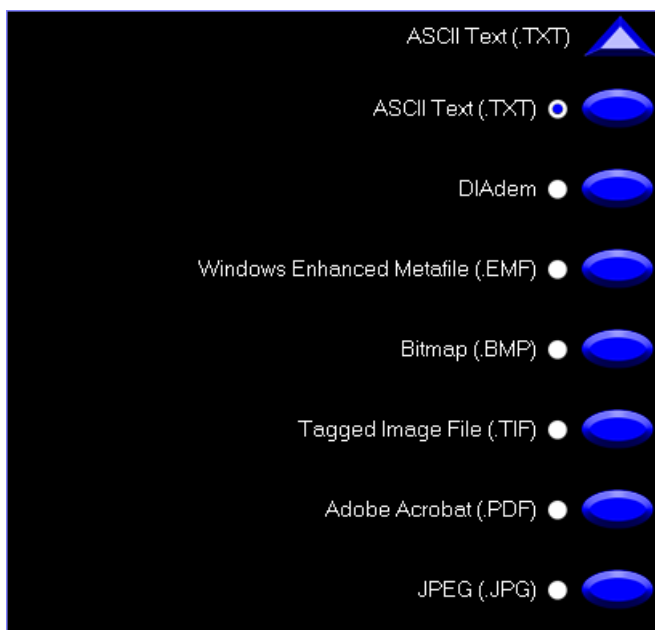 ASCII Text (.TXT)
ASCII Text (.TXT)
DIAdem
Windows Enhanced Metafile (.EMF)
Bitmap (.BMP)
Tagged Image File (.TIF)
Adobe Acrobat (.PDF)
JPEG (.JPG)